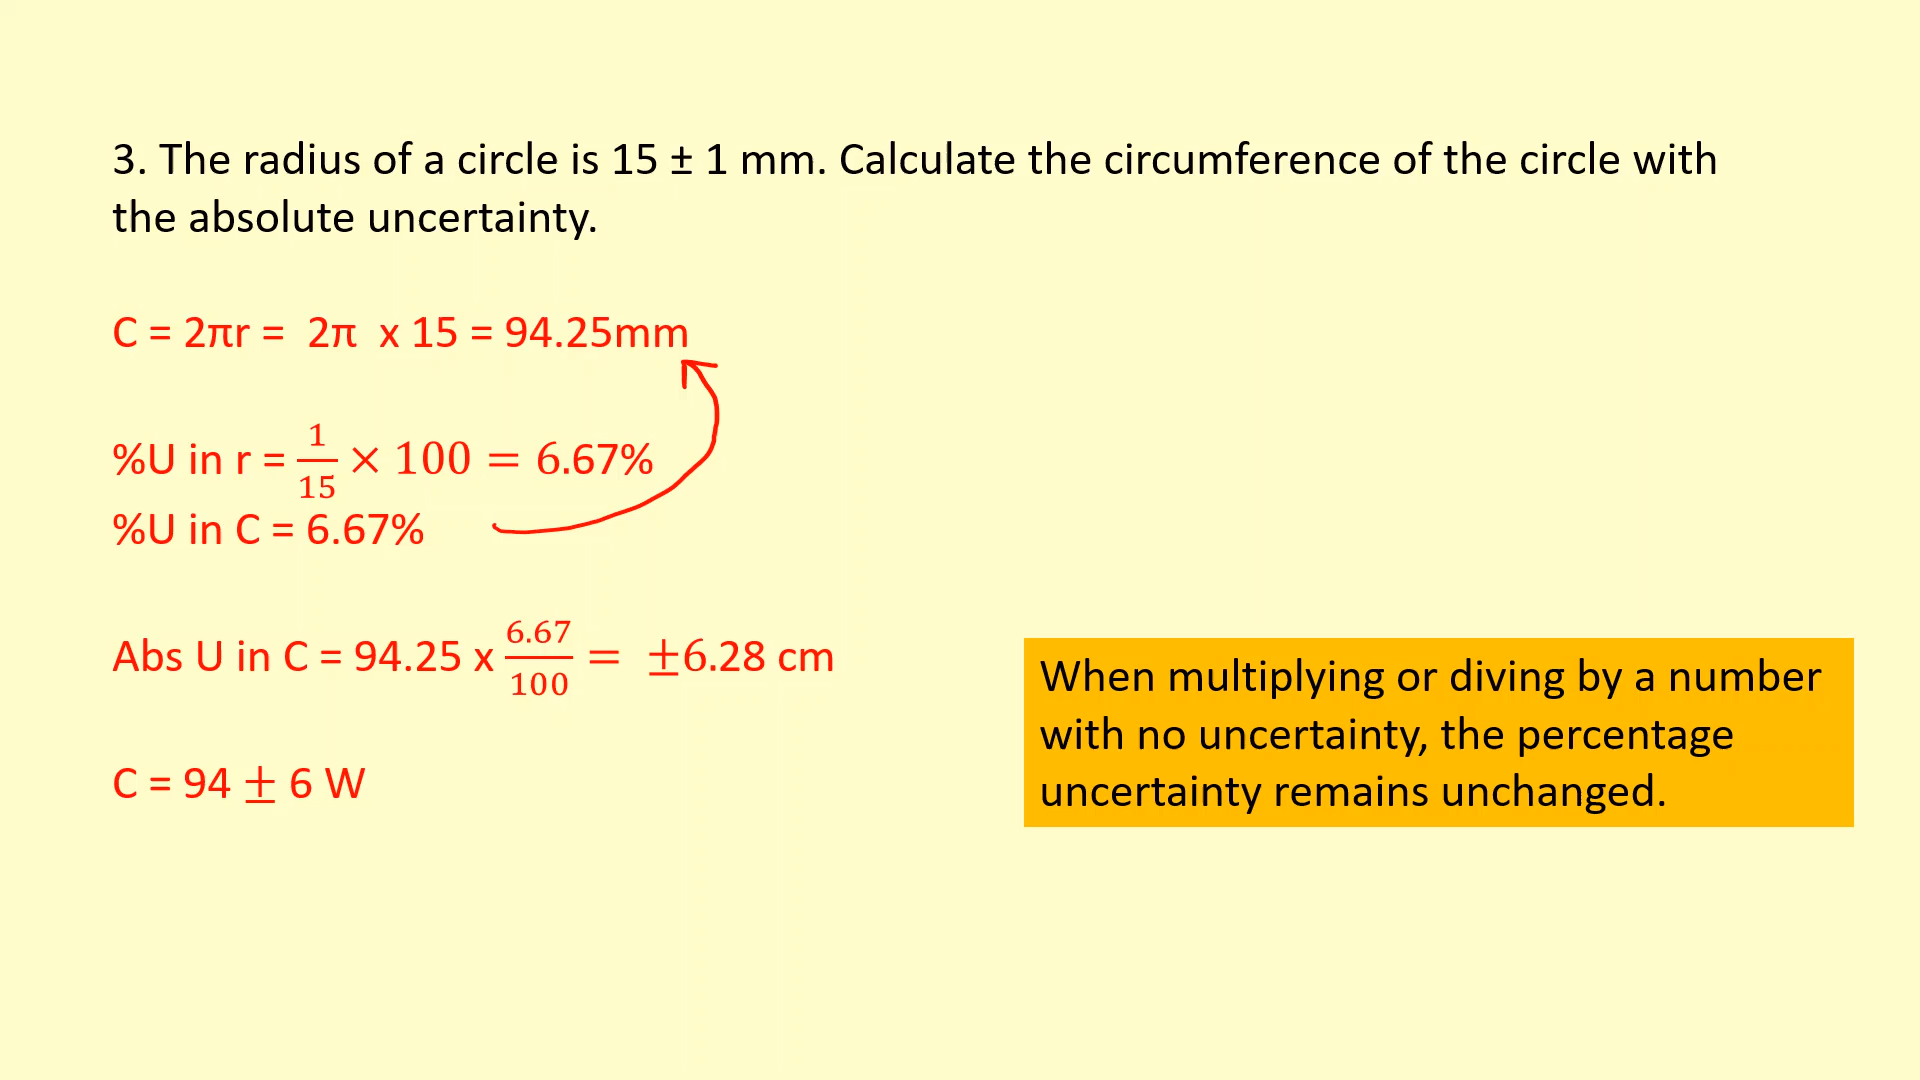 3. The radius of a circle is 15 ± 1 mm. Calculate the circumference of the circle with
the absolute uncertainty.
C = 2πr = 2π x 15 = 94.25mm
%U in r = 1/15 × 100 = 6.67%
%U in C = 6.67%
Abs U in C = 94.25 x 6.67/100 = ±6.28 cm
C = 94 ± 6 W
When multiplying or diving by a number
with no uncertainty, the percentage
uncertainty remains unchanged.